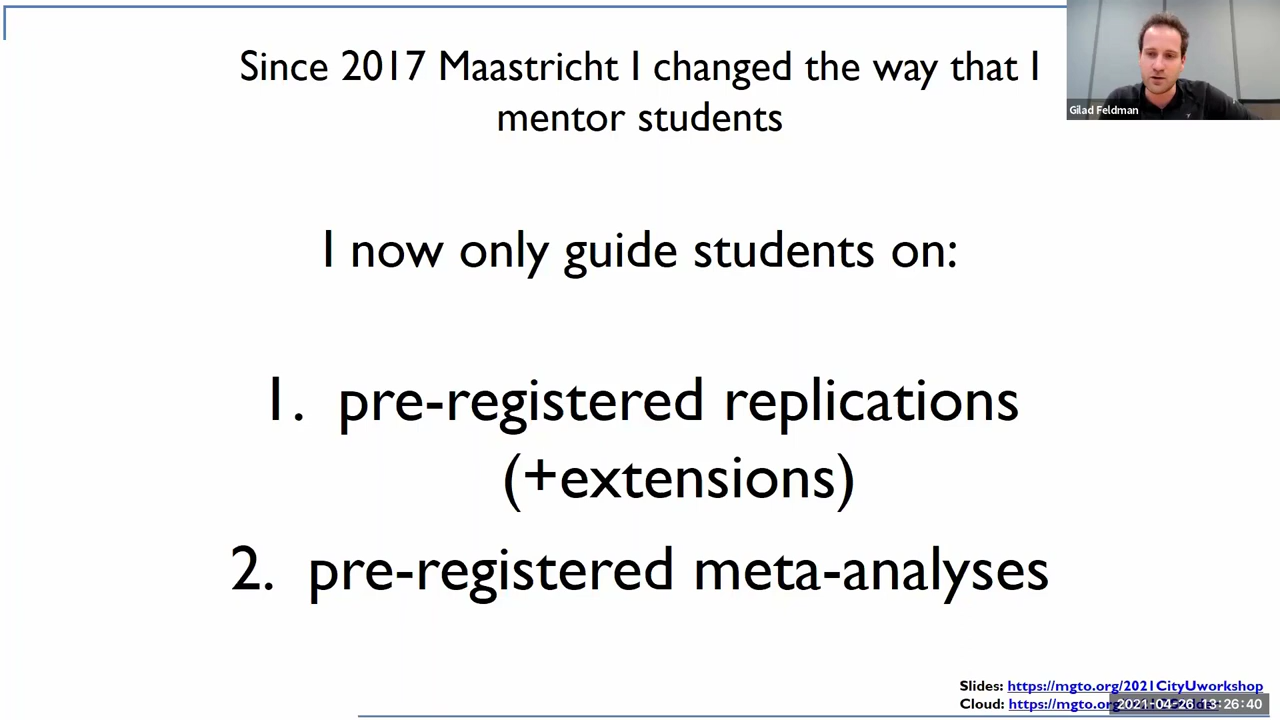 Since 2017 Maastricht I changed the way that I
mentor students
Gilad Feldman
I now only guide students on:
1. pre-registered replications
(+extensions)
2. pre-registered meta-analyses
Slides: https://mgto.org/2021CityUworkshop
Cloud: https://mgto.org/
2021-04-26 13:26:40